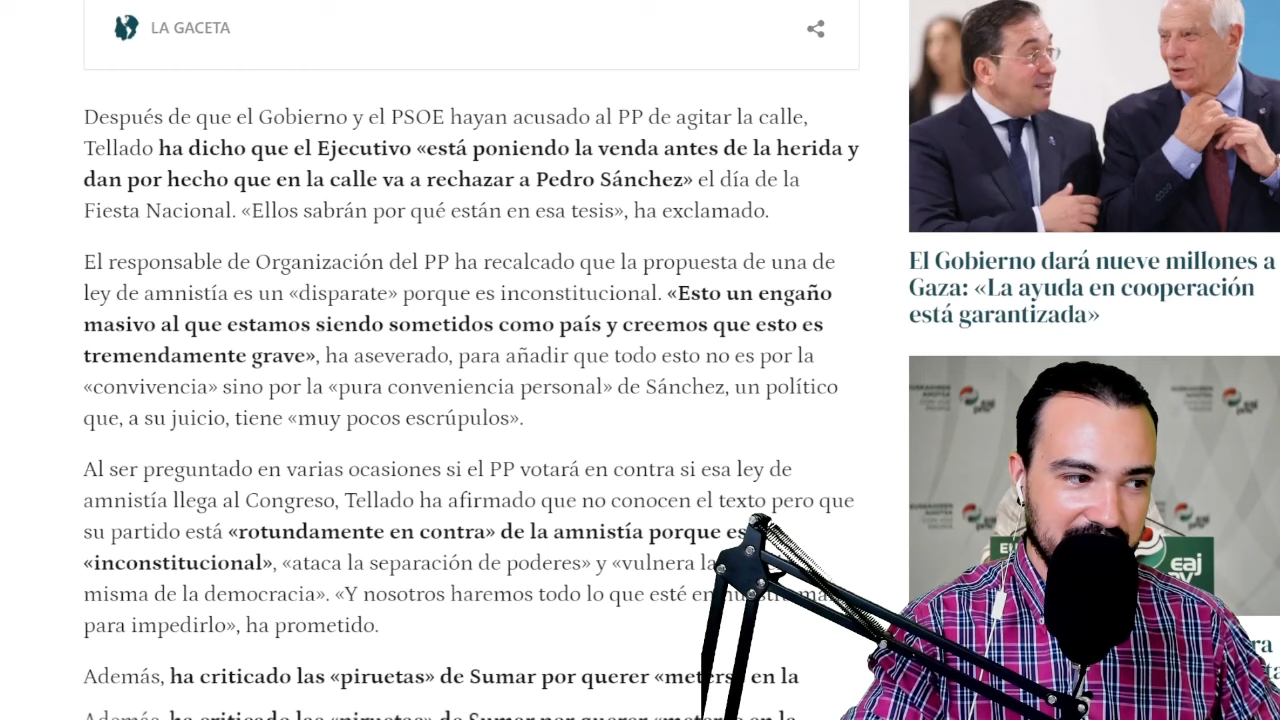 LA GACETA
Después de que el Gobierno y el PSOE hayan acusado al PP de agitar la calle,
Tellado ha dicho que el Ejecutivo «está poniendo la venda antes de la herida y
dan por hecho que en la calle va a rechazar a Pedro Sánchez» el día de la
Fiesta Nacional. «Ellos sabrán por qué están en esa tesis», ha exclamado.
El responsable de Organización del PP ha recalcado que la propuesta de una de
ley de amnistía es un «disparate» porque es inconstitucional. «Esto un engaño
masivo al que estamos siendo sometidos como país y creemos que esto es
tremendamente grave», ha aseverado, para añadir que todo esto no es por la
«convivencia» sino por la «pura conveniencia personal» de Sánchez, un político
que, a su juicio, tiene «muy pocos escrúpulos».
Al ser preguntado en varias ocasiones si el PP votará en contra si esa ley de
amnistía llega al Congreso, Tellado ha afirmado que no conocen el texto pero que
su partido está «rotundamente en contra» de la amnistía porque es
«inconstitucional», «ataca la separación de poderes» y «vulnera la
misma de la democracia». «Y nosotros haremos todo lo que esté en
para impedirlo», ha prometido.
Además, ha criticado las «piruetas» de Sumar por querer en la
Además, ha criticado las «piruetas» de Sumar por querer en la
El Gobierno dará nueve millones a
Gaza: «La ayuda en cooperación
está garantizada»
eaj